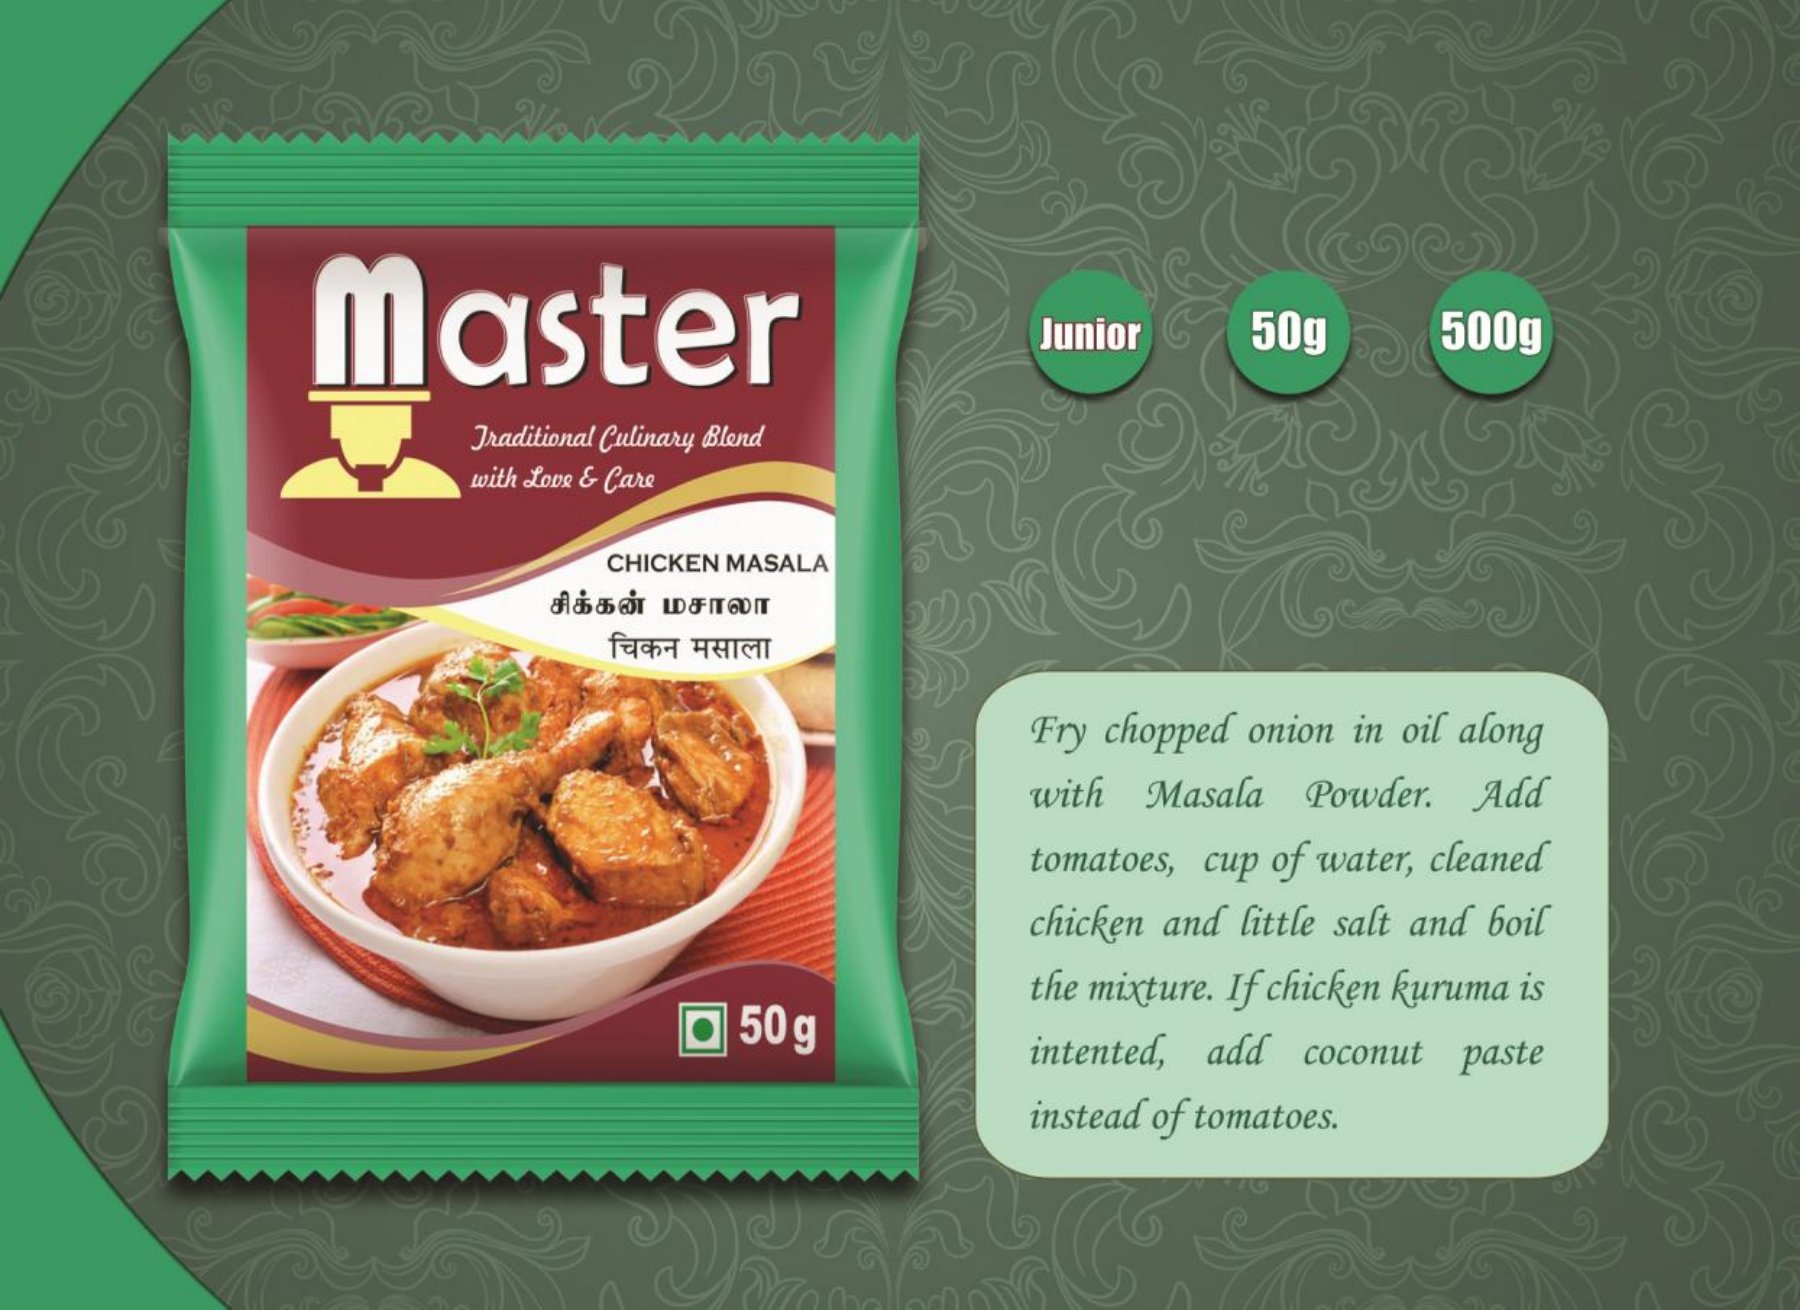 Master
Traditional Culinary Blend
with Love & Care
CHICKEN MASALA
சிக்கன் மசாலா
चिकन मसाला
50g
Junior
50g
500g
Fry chopped onion in oil along
with Masala Powder. Add
tomatoes, cup of water, cleaned
chicken and little salt and boil
the mixture. If chicken kuruma is
intented, add coconut paste
instead of tomatoes.